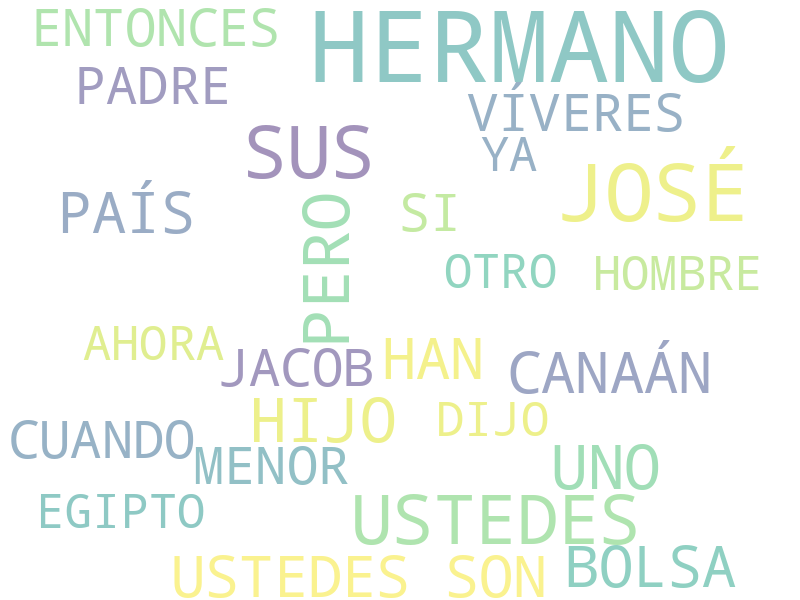 ENTONCES
HERMANO
PADRE
VÍVERES
SUS
YA
JOSÉ
PAÍS
SI
PERO
OTRO
HOMBRE
AHORA
JACOB
HAN
CANAÁN
HIJO
DIJO
CUANDO
MENOR
UNO
EGIPTO
USTEDES
USTEDES SON
BOLSA